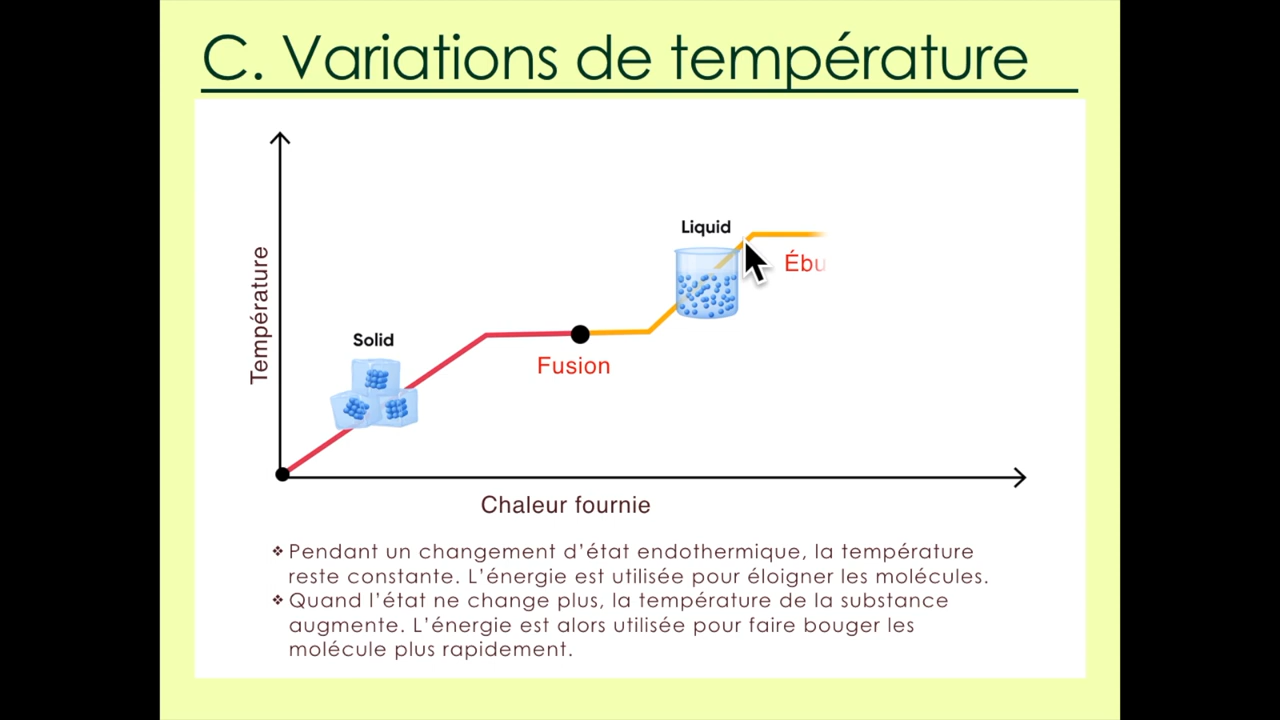 C. Variations de température
Température
Solid
Fusion
Liquid
Ébu
Chaleur fournie
❖ Pendant un changement d'état endothermique, la température
reste constante. L'énergie est utilisée pour éloigner les molécules.
❖ Quand l'état ne change plus, la température de la substance
augmente. L'énergie est alors utilisée pour faire bouger les
molécule plus rapidement.